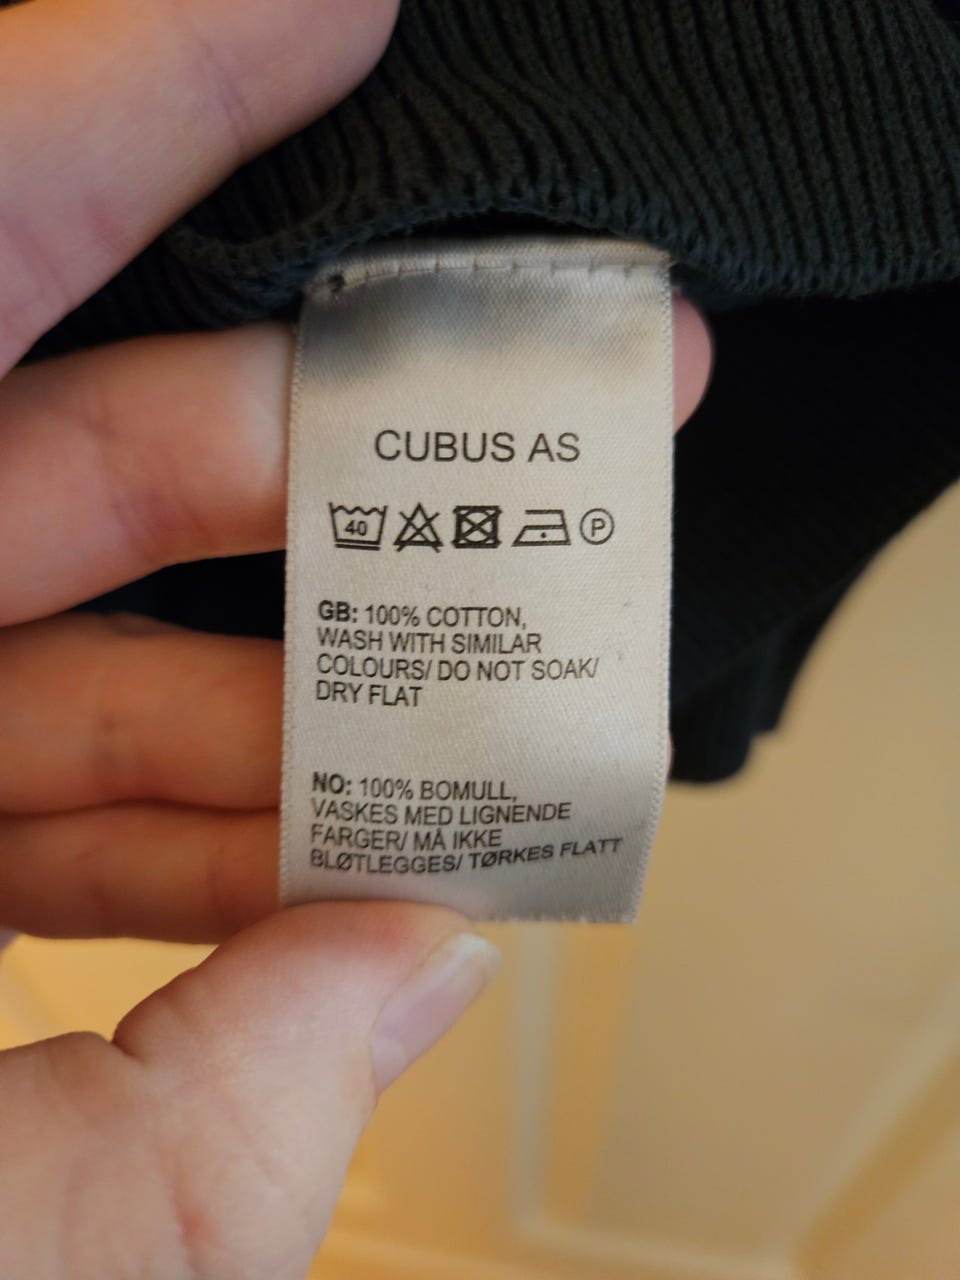 CUBUS AS
40 P
GB: 100% COTTON,
WASH WITH SIMILAR
COLOURS/ DO NOT SOAK/
DRY FLAT
NO: 100% BOMULL,
VASKES MED LIGNENDE
FARGER/ MÅ IKKE
BLØTLEGGES/ TØRKES FLATT